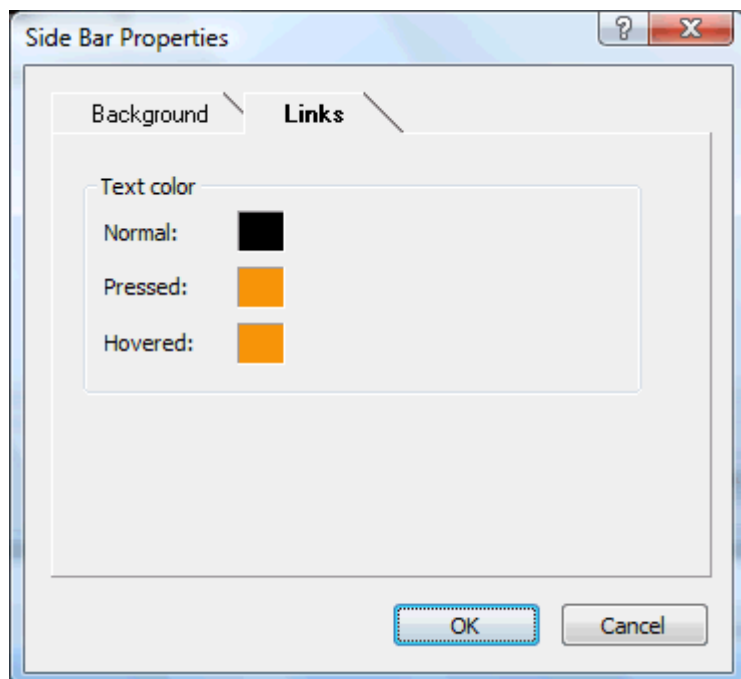 Side Bar Properties
Background Links
Text color
Normal:
Pressed:
Hovered:
OK Cancel